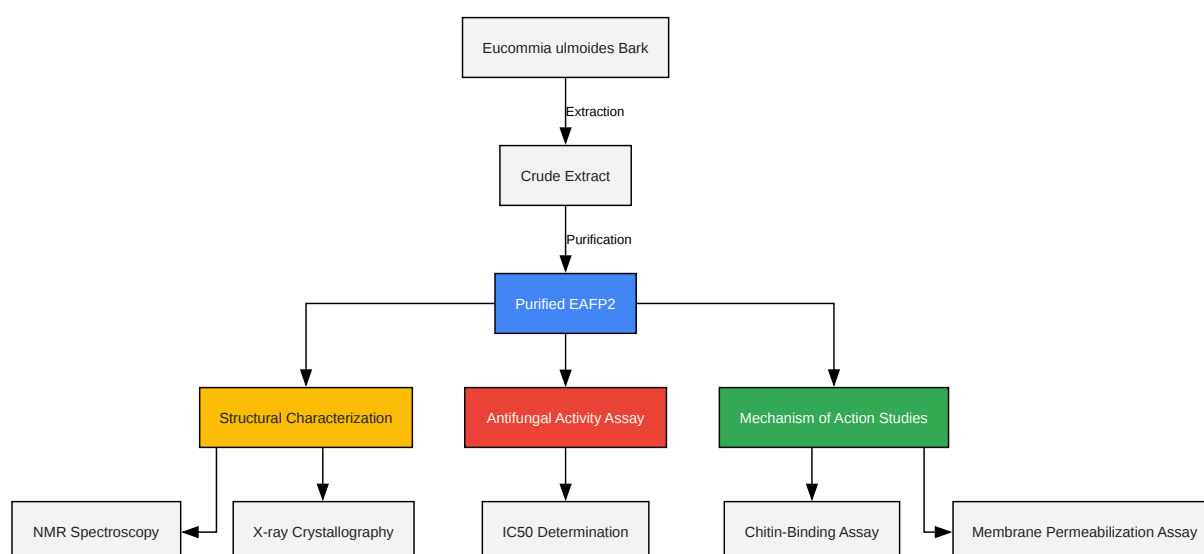 Eucommia ulmoides Bark
Extraction
Crude Extract
Purification
Purified EAFP2
Structural Characterization
Antifungal Activity Assay
Mechanism of Action Studies
NMR Spectroscopy
X-ray Crystallography
IC50 Determination
Chitin-Binding Assay
Membrane Permeabilization Assay